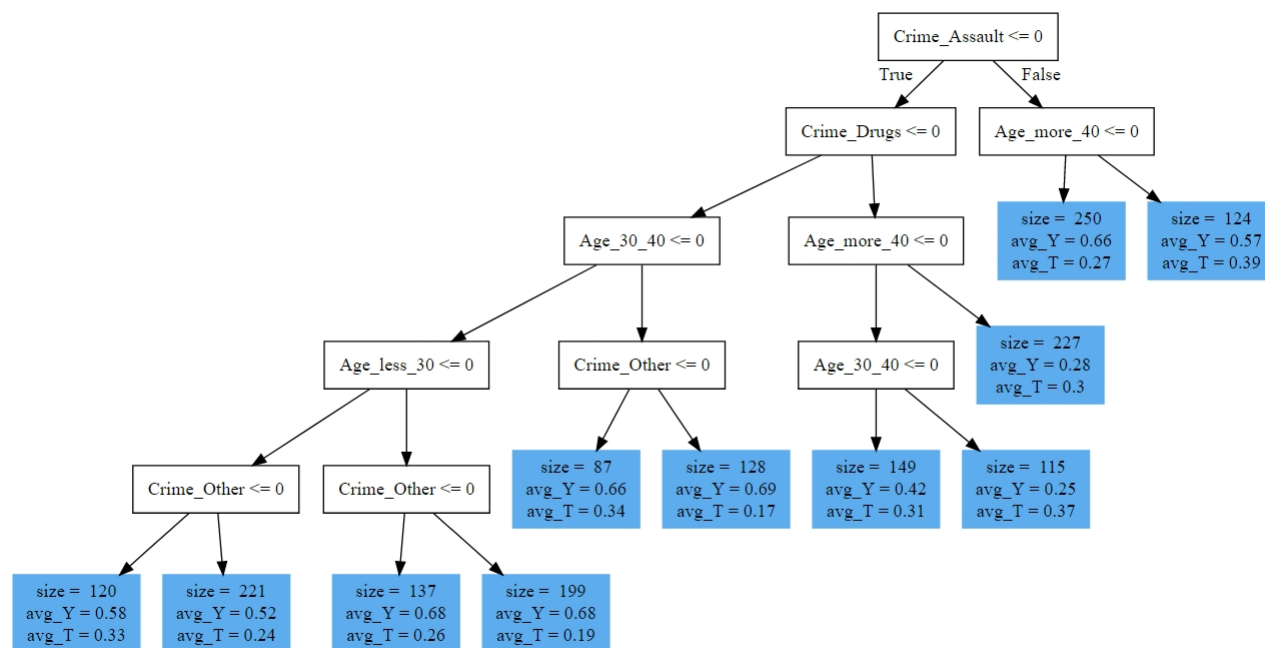 Crime_Assault <= 0
True
False
Crime_Drugs <= 0
Age_more_40 <= 0
Age_30_40 <= 0
Age_more_40 <= 0
size = 250
avg_Y = 0.66
avg_T = 0.27
size = 124
avg_Y = 0.57
avg_T = 0.39
Age_less_30 <= 0
Crime_Other <= 0
Age_30_40 <= 0
size = 227
avg_Y = 0.28
avg_T = 0.3
Crime_Other <= 0
Crime_Other <= 0
size = 87
avg_Y = 0.66
avg_T = 0.34
size = 128
avg_Y = 0.69
avg_T = 0.17
size = 149
avg_Y = 0.42
avg_T = 0.31
size = 115
avg_Y = 0.25
avg_T = 0.37
size = 120
avg_Y = 0.58
avg_T = 0.33
size = 221
avg_Y = 0.52
avg_T = 0.24
size = 137
avg_Y = 0.68
avg_T = 0.26
size = 199
avg_Y = 0.68
avg_T = 0.19